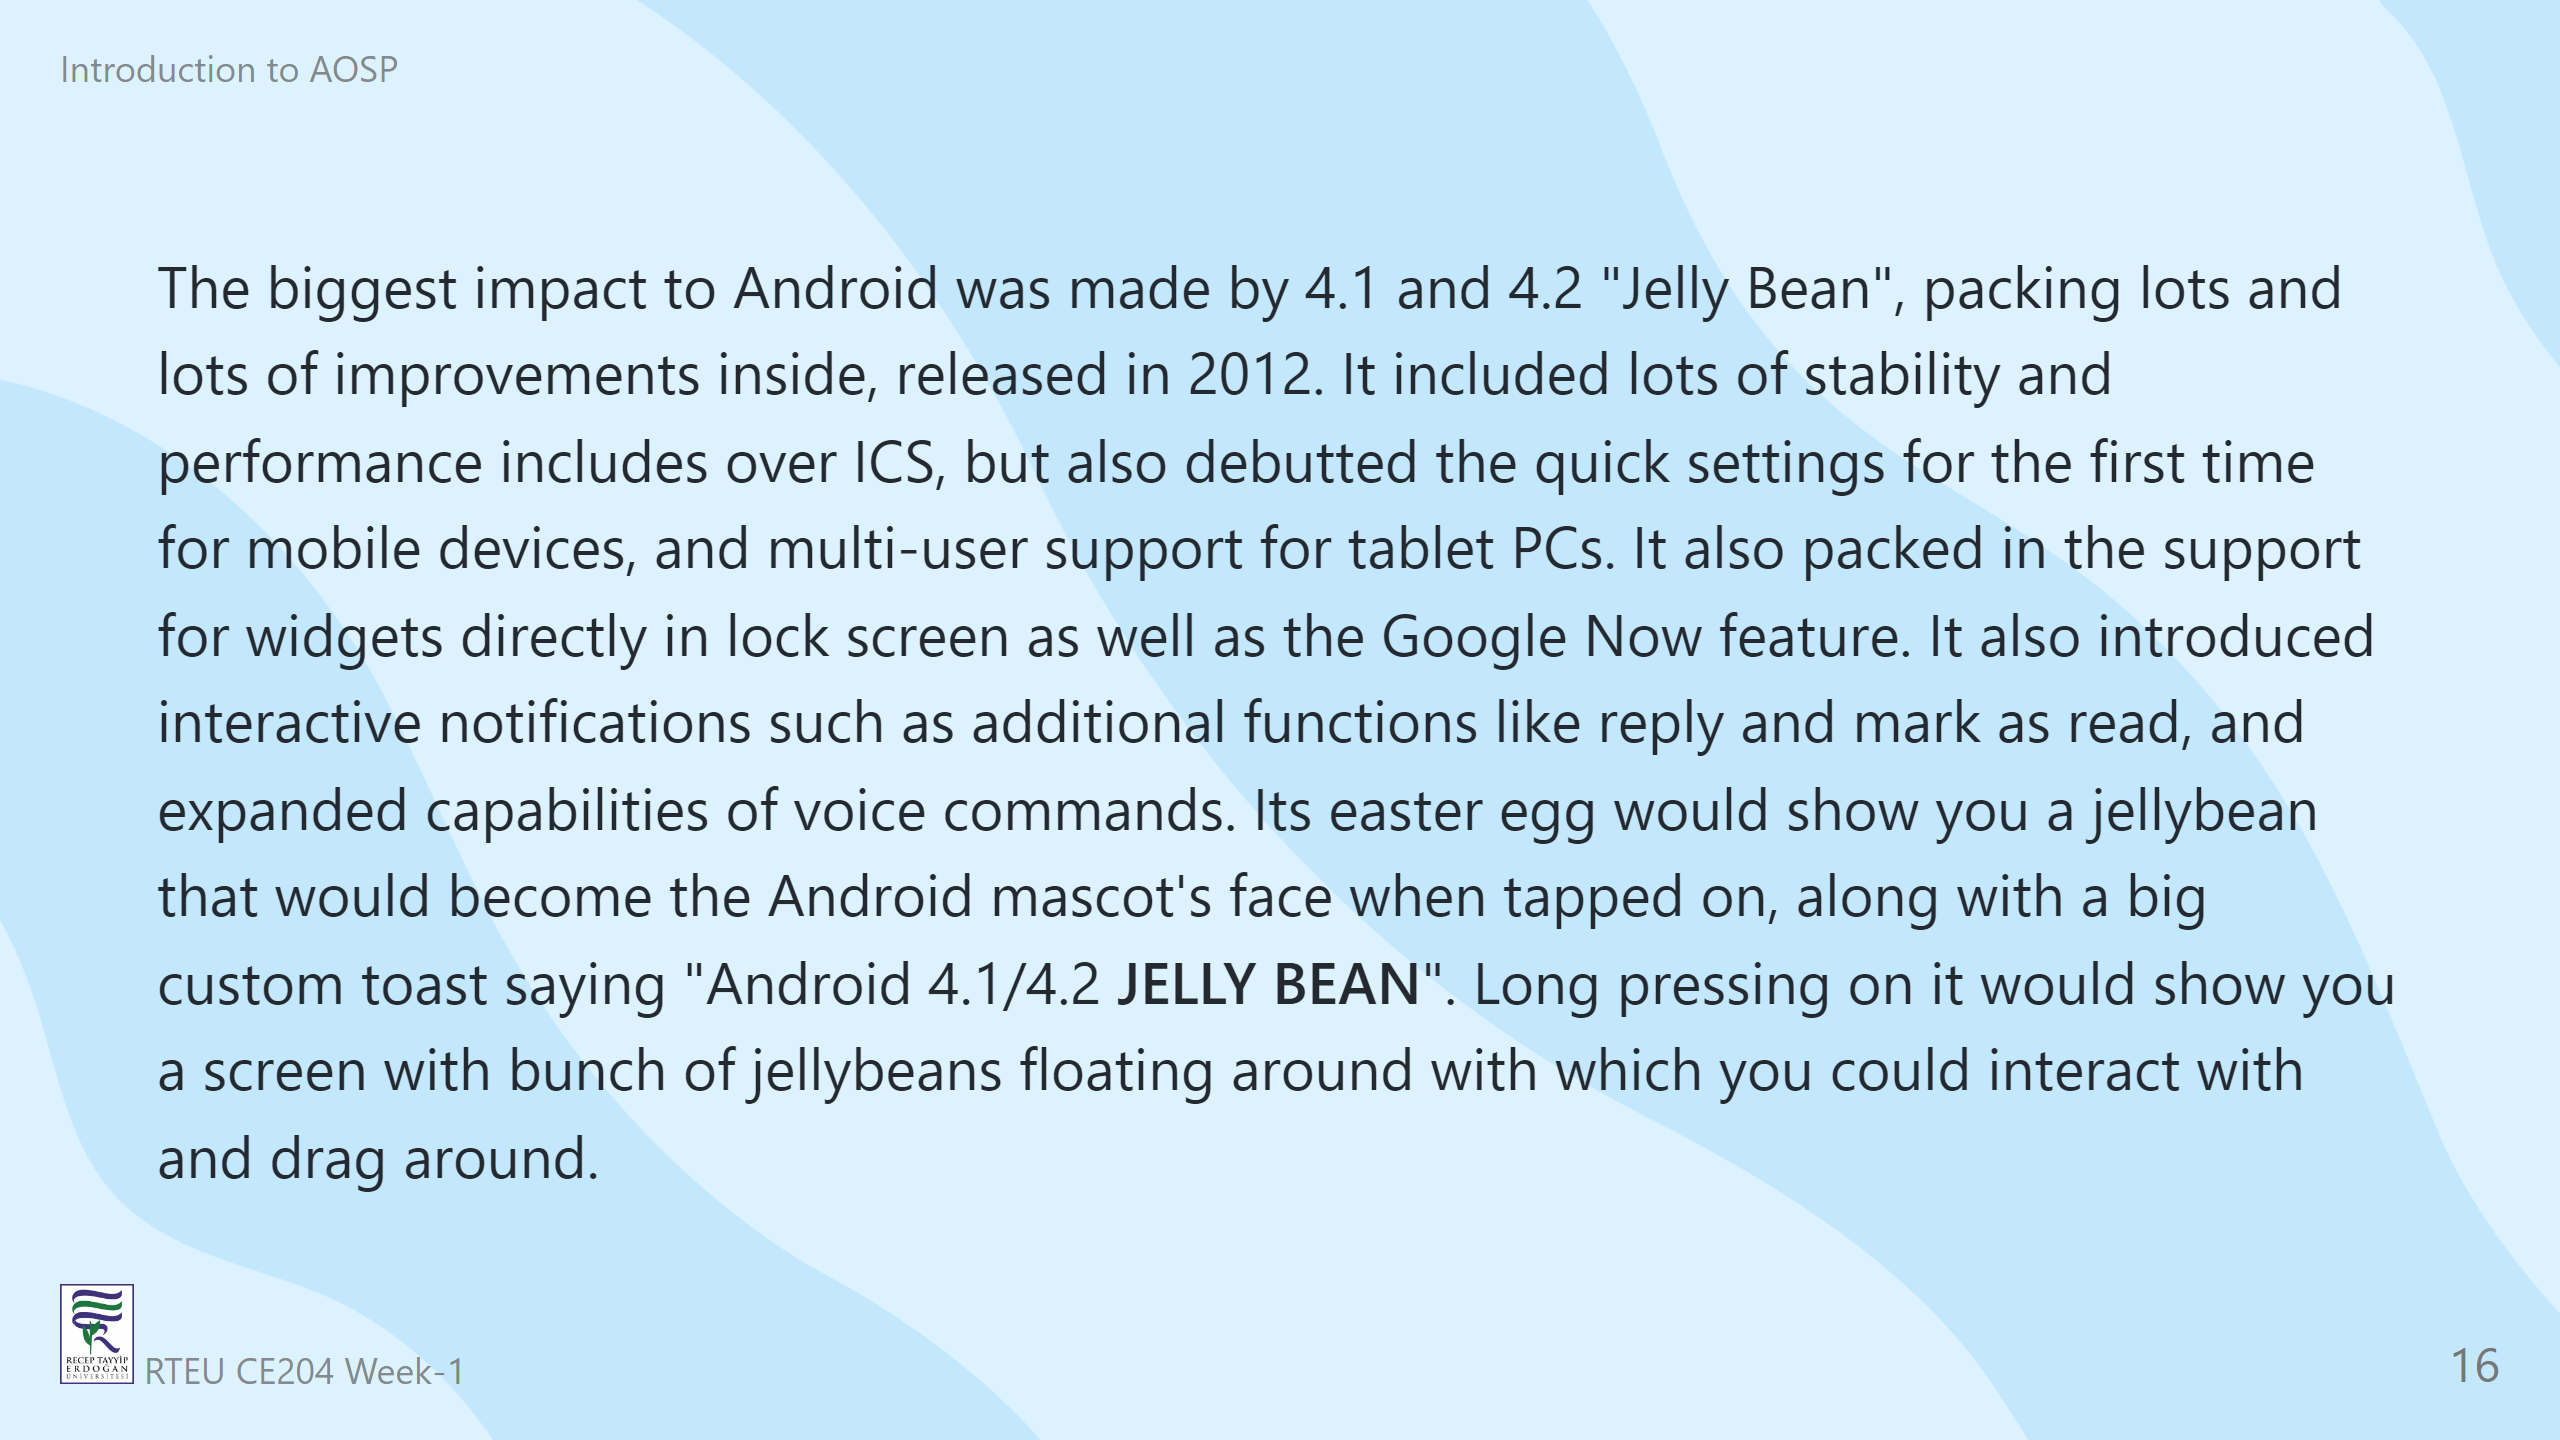 Introduction to AOSP
The biggest impact to Android was made by 4.1 and 4.2 "Jelly Bean", packing lots and
lots of improvements inside, released in 2012. It included lots of stability and
performance includes over ICS, but also debutted the quick settings for the first time
for mobile devices, and multi-user support for tablet PCs. It also packed in the support
for widgets directly in lock screen as well as the Google Now feature. It also introduced
interactive notifications such as additional functions like reply and mark as read, and
expanded capabilities of voice commands. Its easter egg would show you a jellybean
that would become the Android mascot's face when tapped on, along with a big
custom toast saying "Android 4.1/4.2 JELLY BEAN". Long pressing on it would show you
a screen with bunch of jellybeans floating around with which you could interact with
and drag around.
RECEP TAYYİP
ERDOĞAN
ÜNİVERSİTESİ
RTEU CE204 Week-1
16